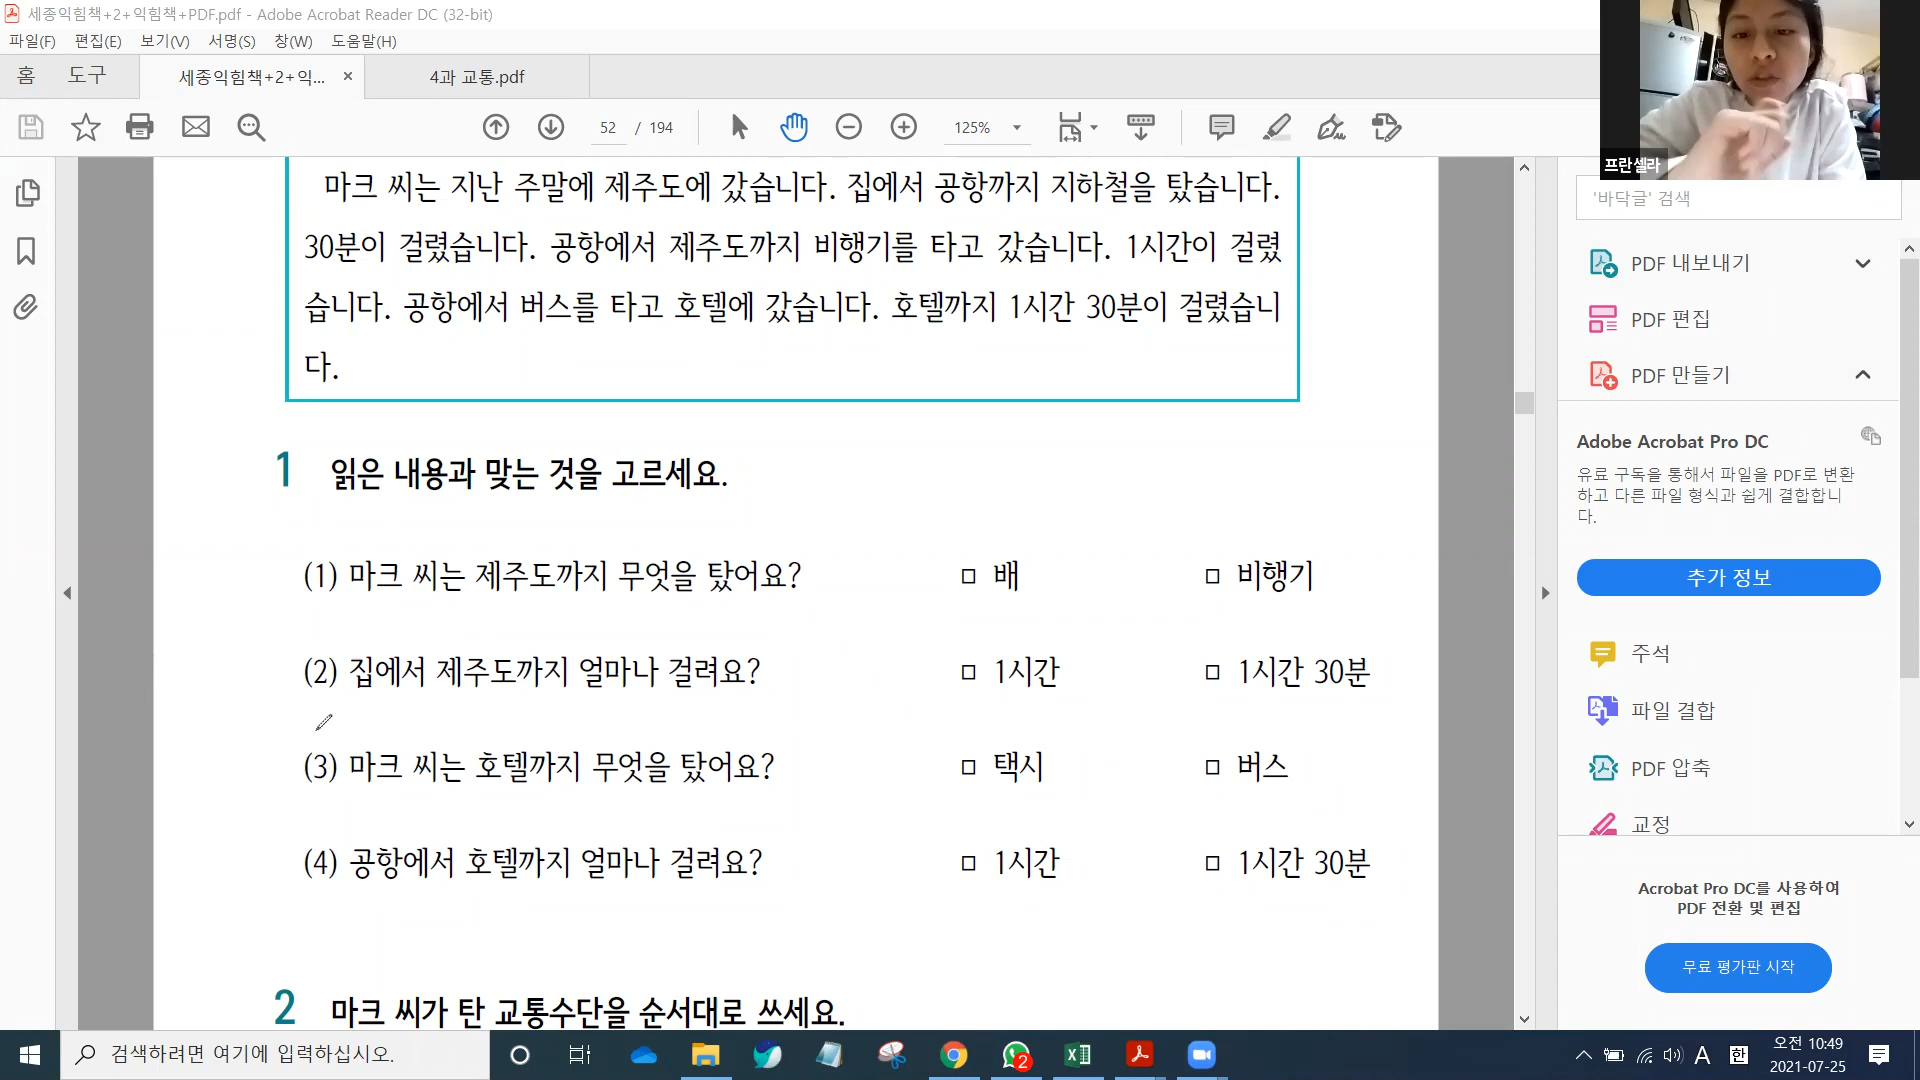 세종익힘책+2+익힘책+PDF.pdf - Adobe Acrobat Reader DC (32-bit)
파일(F) 편집(E) 보기(V) 서명(S) 창(W) 도움말(H)
홈 도구 세종익힘책+2+익... × 4과 교통.pdf
52 / 194 125%
프란셀라
'바닥글' 검색
마크 씨는 지난 주말에 제주도에 갔습니다. 집에서 공항까지 지하철을 탔습니다.
30분이 걸렸습니다. 공항에서 제주도까지 비행기를 타고 갔습니다. 1시간이 걸렸
습니다. 공항에서 버스를 타고 호텔에 갔습니다. 호텔까지 1시간 30분이 걸렸습니
다.
1 읽은 내용과 맞는 것을 고르세요.
(1) 마크 씨는 제주도까지 무엇을 탔어요? □ 배 □ 비행기
(2) 집에서 제주도까지 얼마나 걸려요? □ 1시간 □ 1시간 30분
(3) 마크 씨는 호텔까지 무엇을 탔어요? □ 택시 □ 버스
(4) 공항에서 호텔까지 얼마나 걸려요? □ 1시간 □ 1시간 30분
2 마크 씨가 탄 교통수단을 순서대로 쓰세요.
PDF 내보내기
PDF 편집
PDF 만들기
Adobe Acrobat Pro DC
유료 구독을 통해서 파일을 PDF로 변환
하고 다른 파일 형식과 쉽게 결합합니
다.
추가 정보
주석
파일 결합
PDF 압축
교정
Acrobat Pro DC를 사용하여
PDF 전환 및 편집
무료 평가판 시작
검색하려면 여기에 입력하십시오.
2
A 한
오전 10:49
2021-07-25